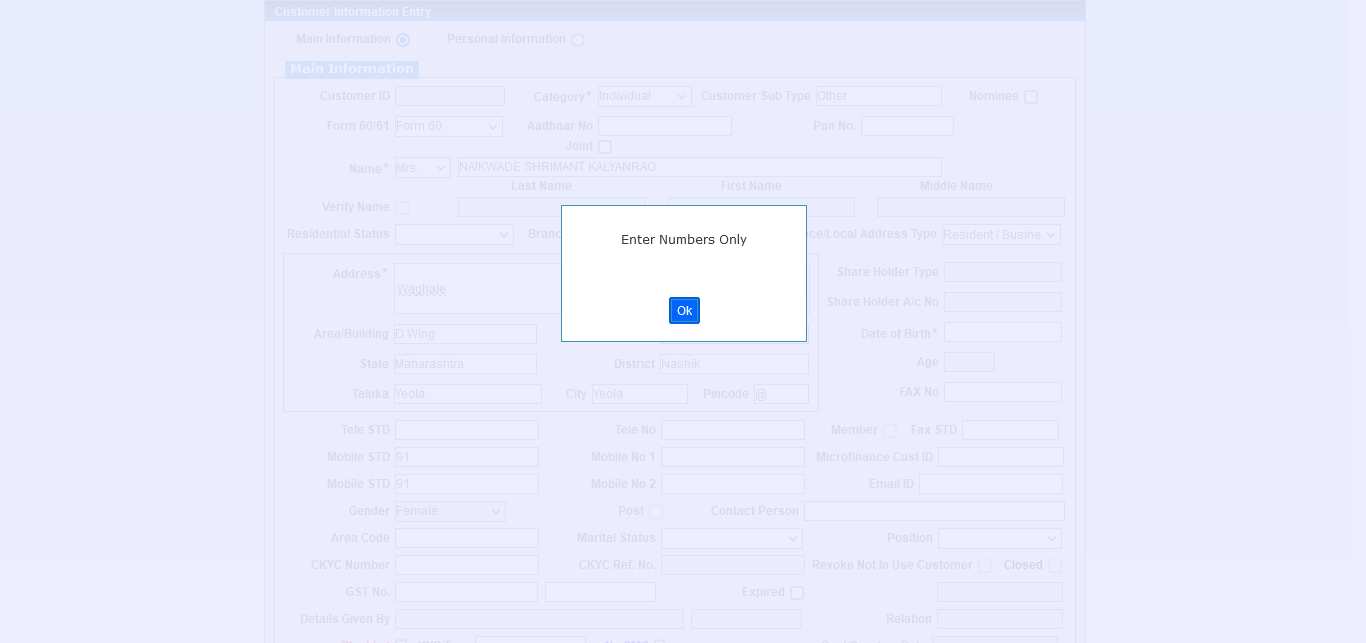 Customer Information Entry
Main Information Personal Information
Main Information
Customer ID Category* Individual Customer Sub Type Other Nominee
Form 60/61 Form 60 Aadhaar No Pan No.
Joint
Name* Mrs. NAIKWADE SHRIMANT KALYANRAO
Last Name First Name Middle Name
Verify Name
Residential Status ce/Local Address Type Resident / Busine
Enter Numbers Only
Address* Share Holder Type
Waghale
Share Holder A/c No
Ok
Area/Building D Wing Date of Birth*
State Maharashtra District Nashik Age
Taluka Yeola City Yeola Pincode @ FAX No
Tele STD Tele No Member Fax STD
Mobile STD 91 Mobile No 1 Microfinance Cust ID
Mobile STD 91 Mobile No 2 Email ID
Gender Female Post Contact Person
Area Code Marital Status Position
CKYC Number CKYC Ref. No. Revoke Not In Use Customer Closed
GST No. Expired
Details Given By Relation